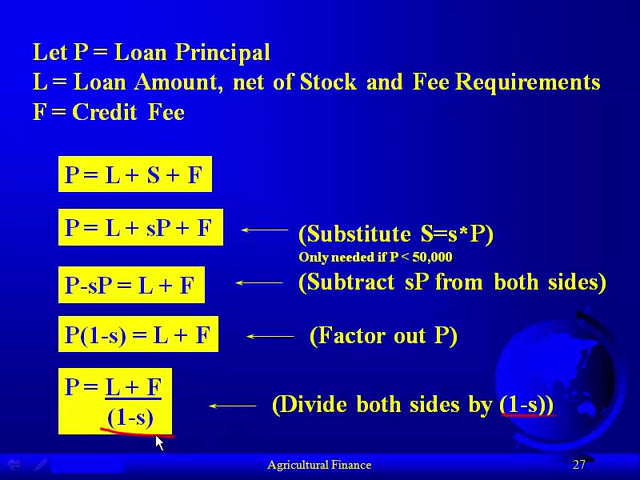 Let P = Loan Principal
L = Loan Amount, net of Stock and Fee Requirements
F = Credit Fee
P = L + S + F
P = L + sP + F
(Substitute S=s*P)
Only needed if P < 50,000
P-sP = L + F
(Subtract sP from both sides)
P(1-s) = L + F
(Factor out P)
P = L + F
(1-s)
(Divide both sides by (1-s))
Agricultural Finance
27